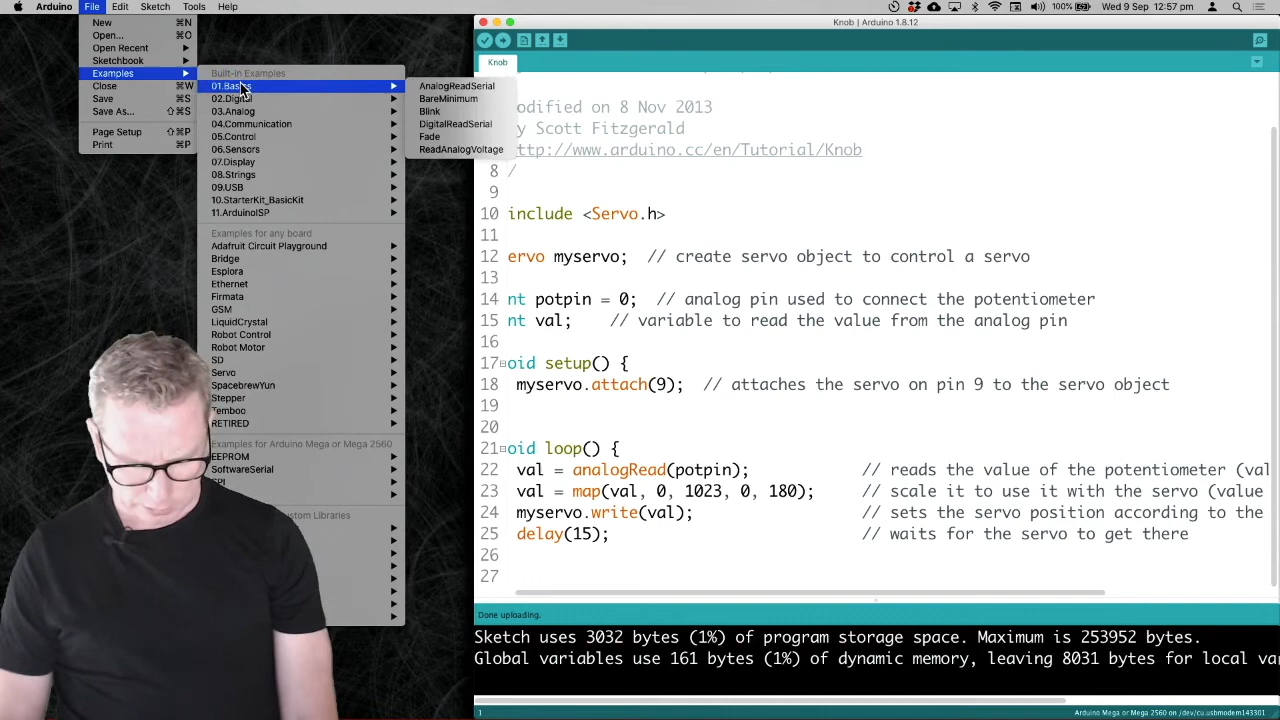 Arduino File Edit Sketch Tools Help
100% Wed 9 Sep 12:57 pm
New ⌘N
Open... ⌘O
Open Recent
Sketchbook
Examples
Close ⌘W
Save ⌘S
Save As... ⇧⌘S
Page Setup ⇧⌘P
Print ⌘P
Built-in Examples
01.Basics
02.Digital
03.Analog
04.Communication
05.Control
06.Sensors
07.Display
08.Strings
09.USB
10.StarterKit_BasicKit
11.ArduinoISP
Examples for any board
Adafruit Circuit Playground
Bridge
Esplora
Ethernet
Firmata
GSM
LiquidCrystal
Robot Control
Robot Motor
SD
Servo
SpacebrewYun
Stepper
Temboo
RETIRED
Examples for Arduino Mega or Mega 2560
EEPROM
SoftwareSerial
ustom Libraries
AnalogReadSerial
BareMinimum
Blink
DigitalReadSerial
Fade
ReadAnalogVoltage
Knob | Arduino 1.8.12
Knob
odified on 8 Nov 2013
y Scott Fitzgerald
ttp://www.arduino.cc/en/Tutorial/Knob
8 /
9
10 include <Servo.h>
11
12 ervo myservo; // create servo object to control a servo
13
14 nt potpin = 0; // analog pin used to connect the potentiometer
15 nt val; // variable to read the value from the analog pin
16
17 oid setup() {
18 myservo.attach(9); // attaches the servo on pin 9 to the servo object
19
20
21 oid loop() {
22 val = analogRead(potpin); // reads the value of the potentiometer (val
23 val = map(val, 0, 1023, 0, 180); // scale it to use it with the servo (value
24 myservo.write(val); // sets the servo position according to the
25 delay(15); // waits for the servo to get there
26
27
Done uploading.
Sketch uses 3032 bytes (1%) of program storage space. Maximum is 253952 bytes.
Global variables use 161 bytes (1%) of dynamic memory, leaving 8031 bytes for local va
1 Arduino Mega or Mega 2560 on /dev/cu.usbmodem143301